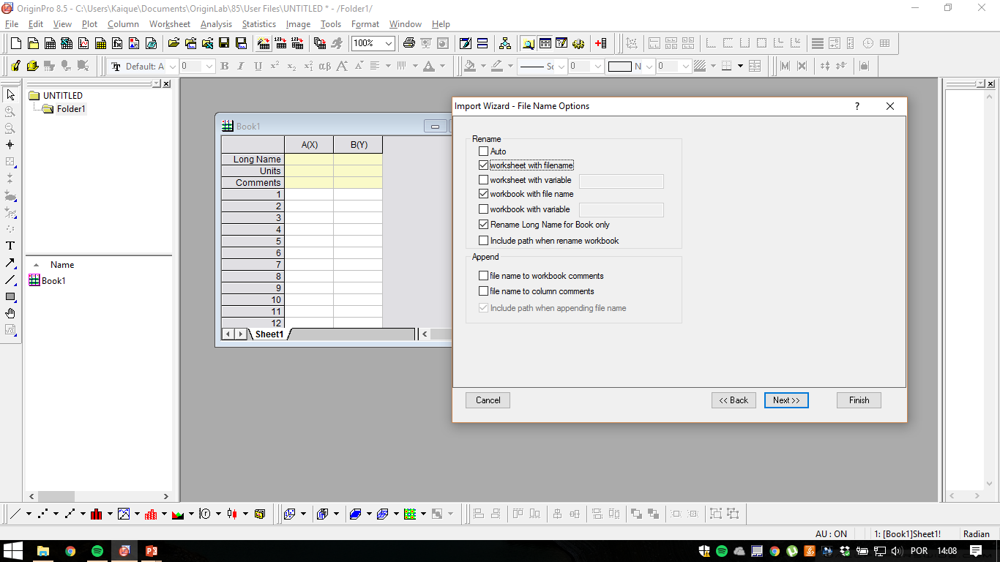 OriginPro 8.5 - C:\Users\Kaique\Documents\OriginLab\85\User Files\UNTITLED * - /Folder1/
File Edit View Plot Column Worksheet Analysis Statistics Image Tools Format Window Help
100%
Default: A 0 B I U x² x₂ αβ A A 0 N 0
UNTITLED
Folder1
Name
Book1
Book1
A(X) B(Y)
Long Name
Units
Comments
1
2
3
4
5
6
7
8
9
10
11
12
Sheet1
Import Wizard - File Name Options
?
Rename
Auto
worksheet with filename
worksheet with variable
workbook with file name
workbook with variable
Rename Long Name for Book only
Include path when rename workbook
Append
file name to workbook comments
file name to column comments
Include path when appending file name
Cancel << Back Next >> Finish
AU : ON 1: [Book1]Sheet1! Radian
POR 14:08